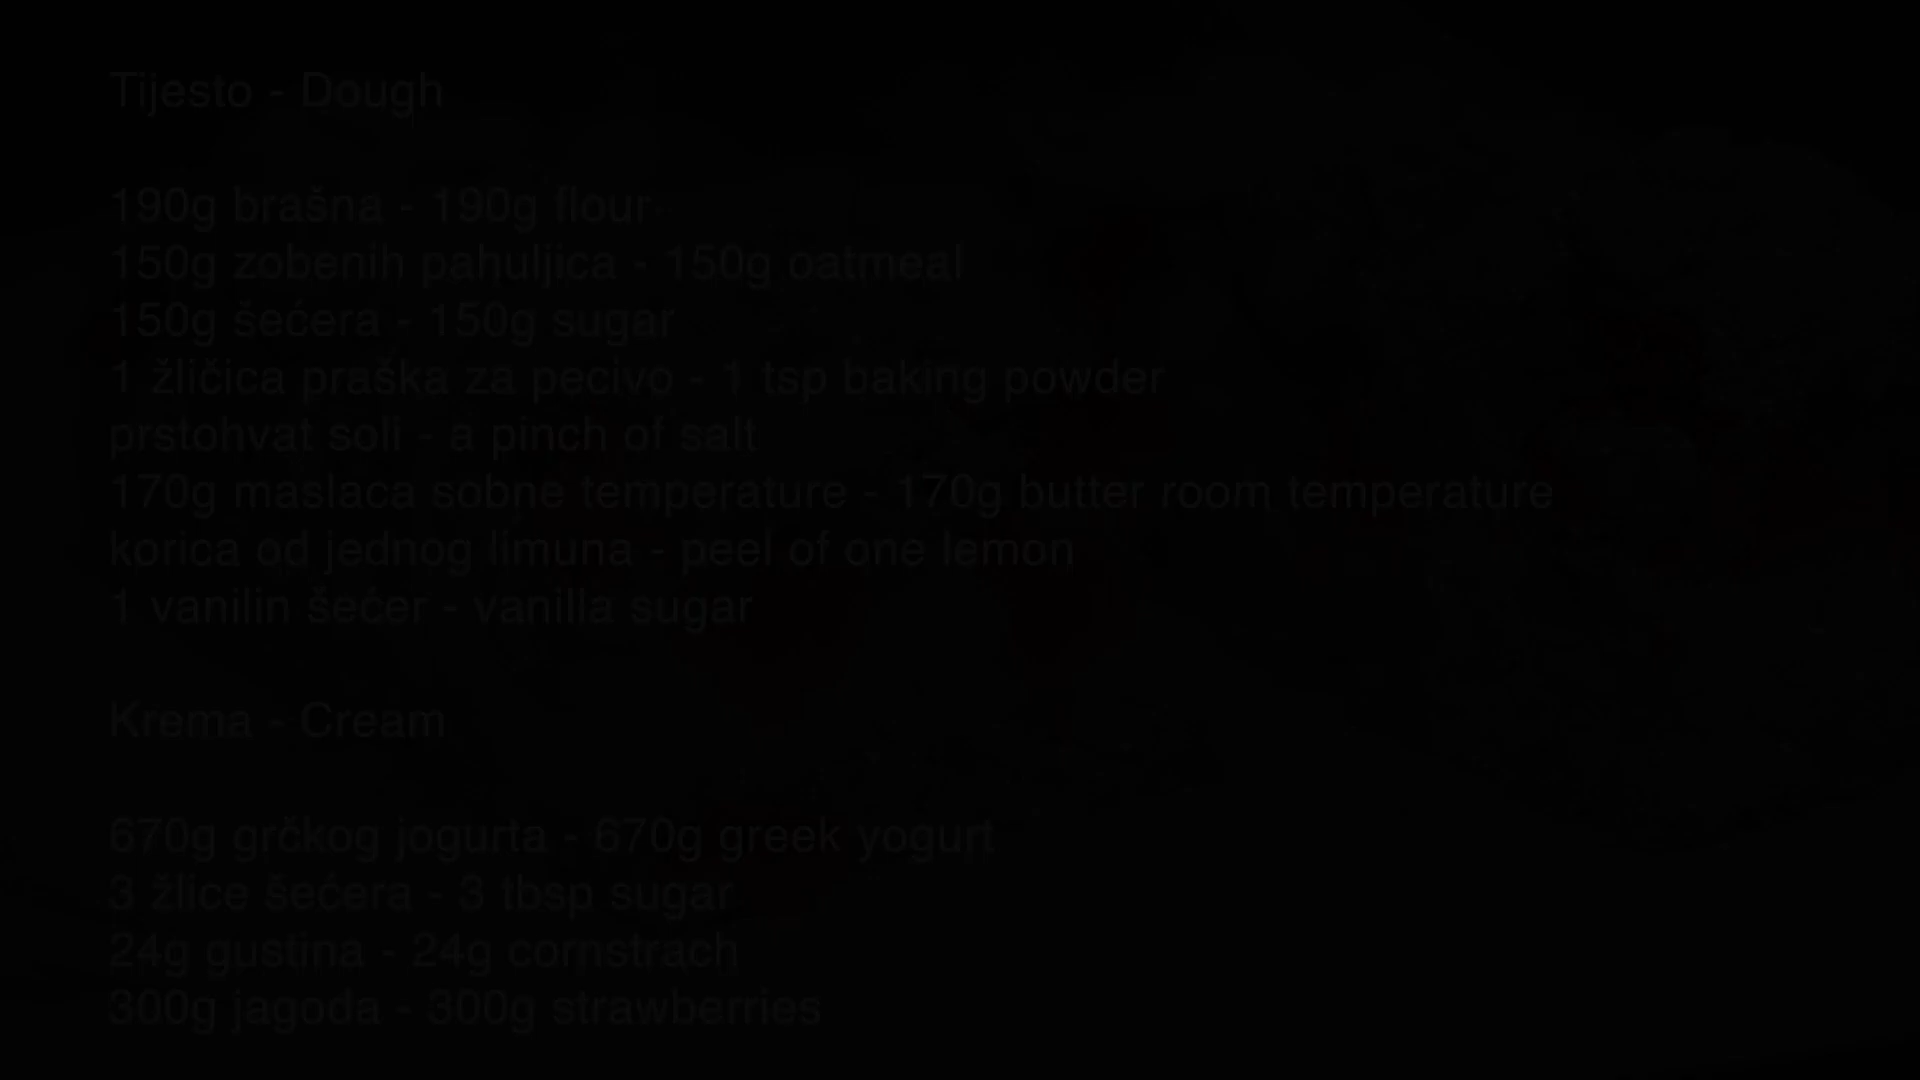 Tijesto - Dough
190g brašna - 190g flour
150g zobenih pahuljica - 150g oatmeal
150g šećera - 150g sugar
1 žličica praška za pecivo - 1 tsp baking powder
prstohvat soli - a pinch of salt
170g maslaca sobne temperature - 170g butter room temperature
korica od jednog limuna - peel of one lemon
1 vanilin šećer - vanilla sugar
Krema - Cream
670g grčkog jogurta - 670g greek yogurt
3 žlice šećera - 3 tbsp sugar
24g gustina - 24g cornstrach
300g jagoda - 300g strawberries